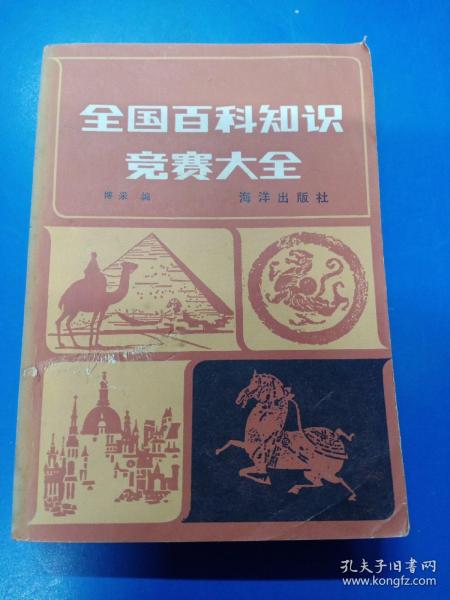 全国百科知识
竞赛大全
博采 编 海洋出版社
孔夫子旧书网
www.kongfz.com